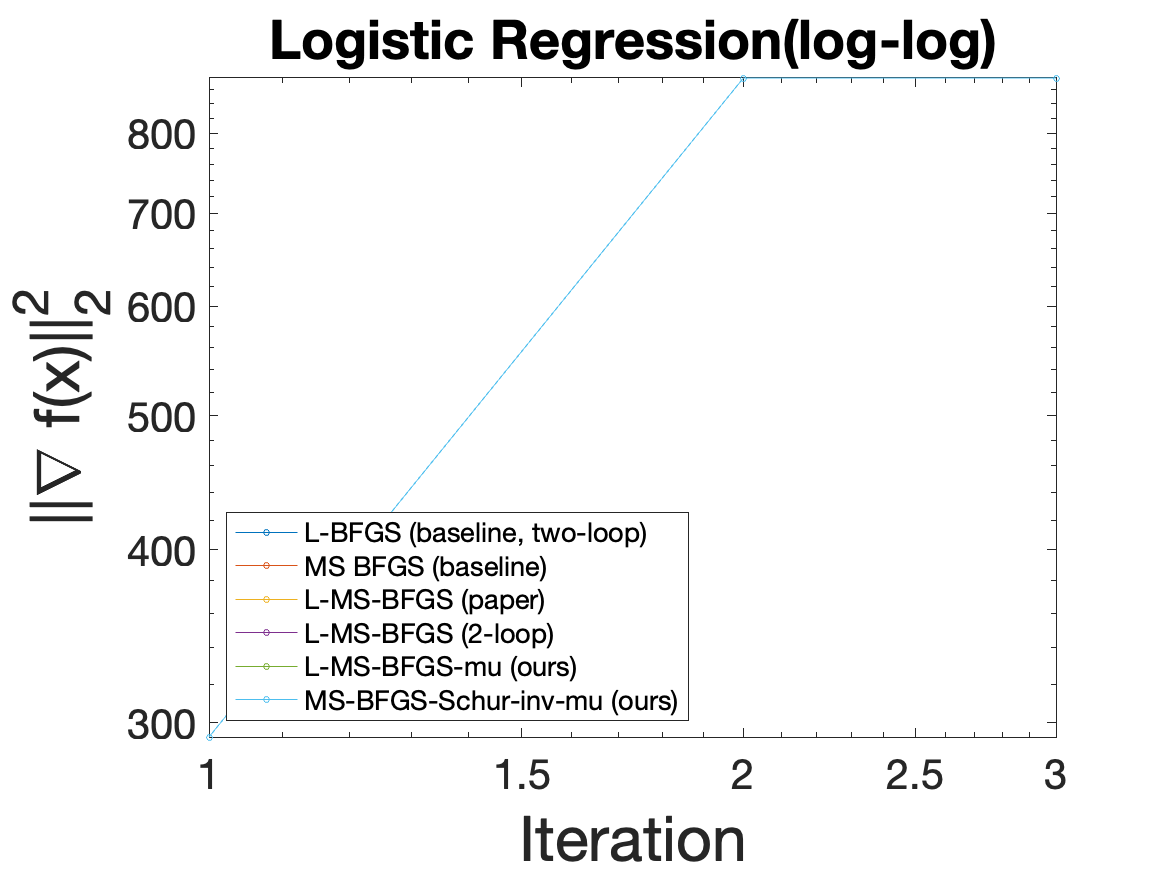 Logistic Regression(log-log)
||∇ f(x)||²₂
800
700
600
500
400
300
L-BFGS (baseline, two-loop)
MS BFGS (baseline)
L-MS-BFGS (paper)
L-MS-BFGS (2-loop)
L-MS-BFGS-mu (ours)
MS-BFGS-Schur-inv-mu (ours)
1 1.5 2 2.5 3
Iteration